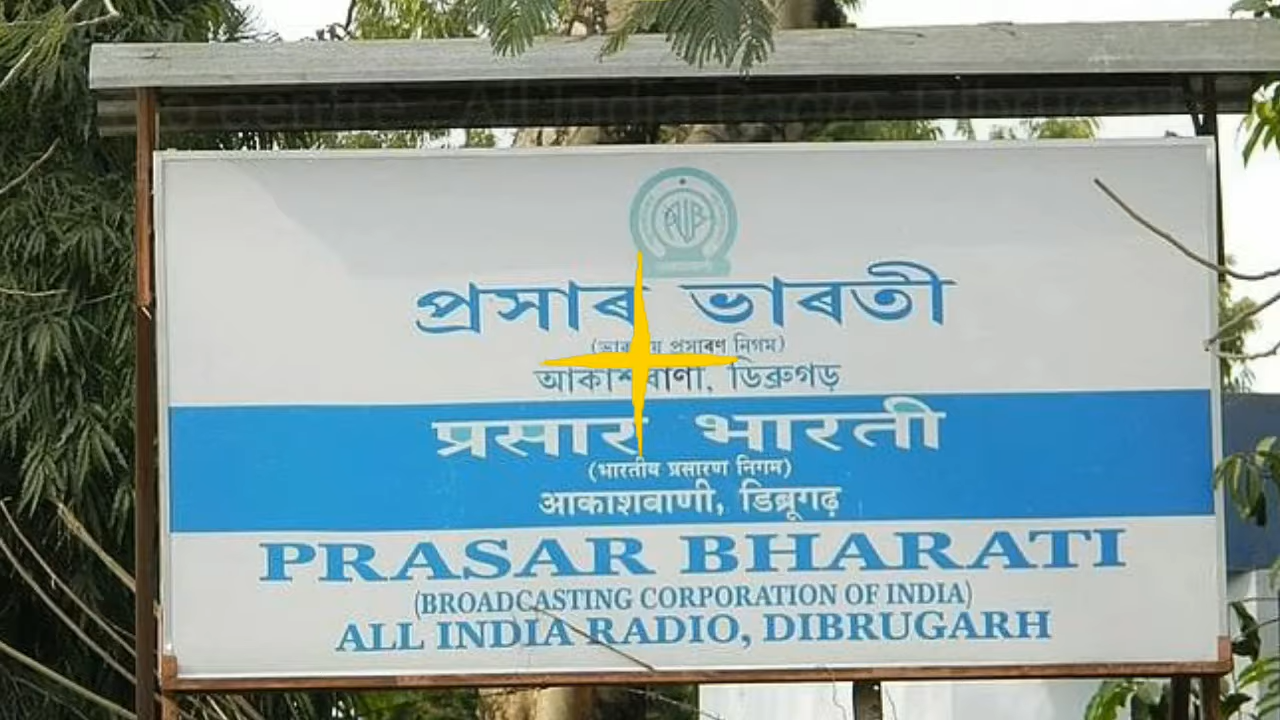 প্ৰসাৰ ভাৰতী
(ভাৰতীয় প্ৰসাৰণ নিগম)
আকাশবাণী, ডিব্ৰুগড়
प्रसार भारती
(भारतीय प्रसारण निगम)
आकाशवाणी, डिब्रूगढ़
PRASAR BHARATI
(BROADCASTING CORPORATION OF INDIA)
ALL INDIA RADIO, DIBRUGARH